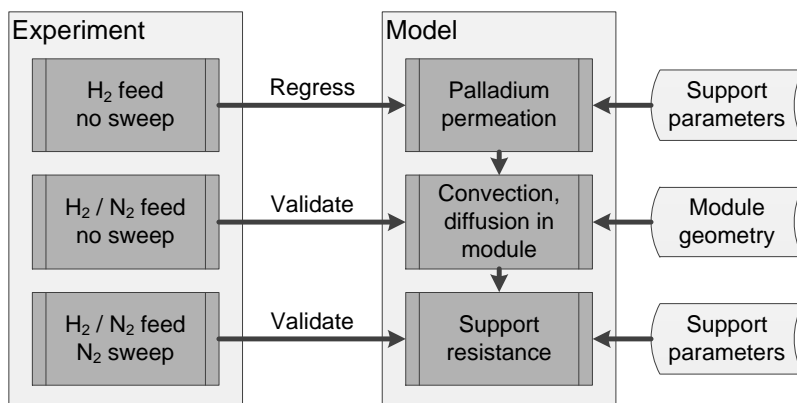 Experiment
Model
H₂ feed
no sweep
Regress
Palladium
permeation
Support
parameters
H₂ / N₂ feed
no sweep
Validate
Convection,
diffusion in
module
Module
geometry
H₂ / N₂ feed
N₂ sweep
Validate
Support
resistance
Support
parameters